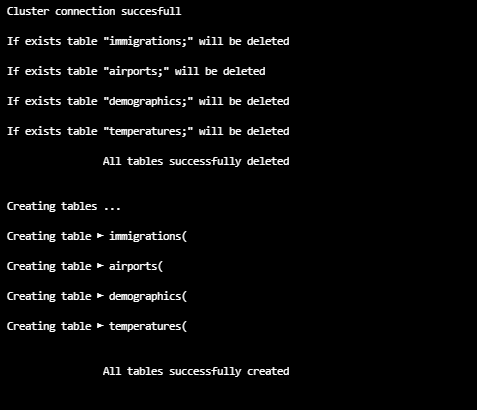 Cluster connection succesfull
If exists table "immigrations;" will be deleted
If exists table "airports;" will be deleted
If exists table "demographics;" will be deleted
If exists table "temperatures;" will be deleted
All tables successfully deleted
Creating tables ...
Creating table ► immigrations(
Creating table ► airports(
Creating table ► demographics(
Creating table ► temperatures(
All tables successfully created